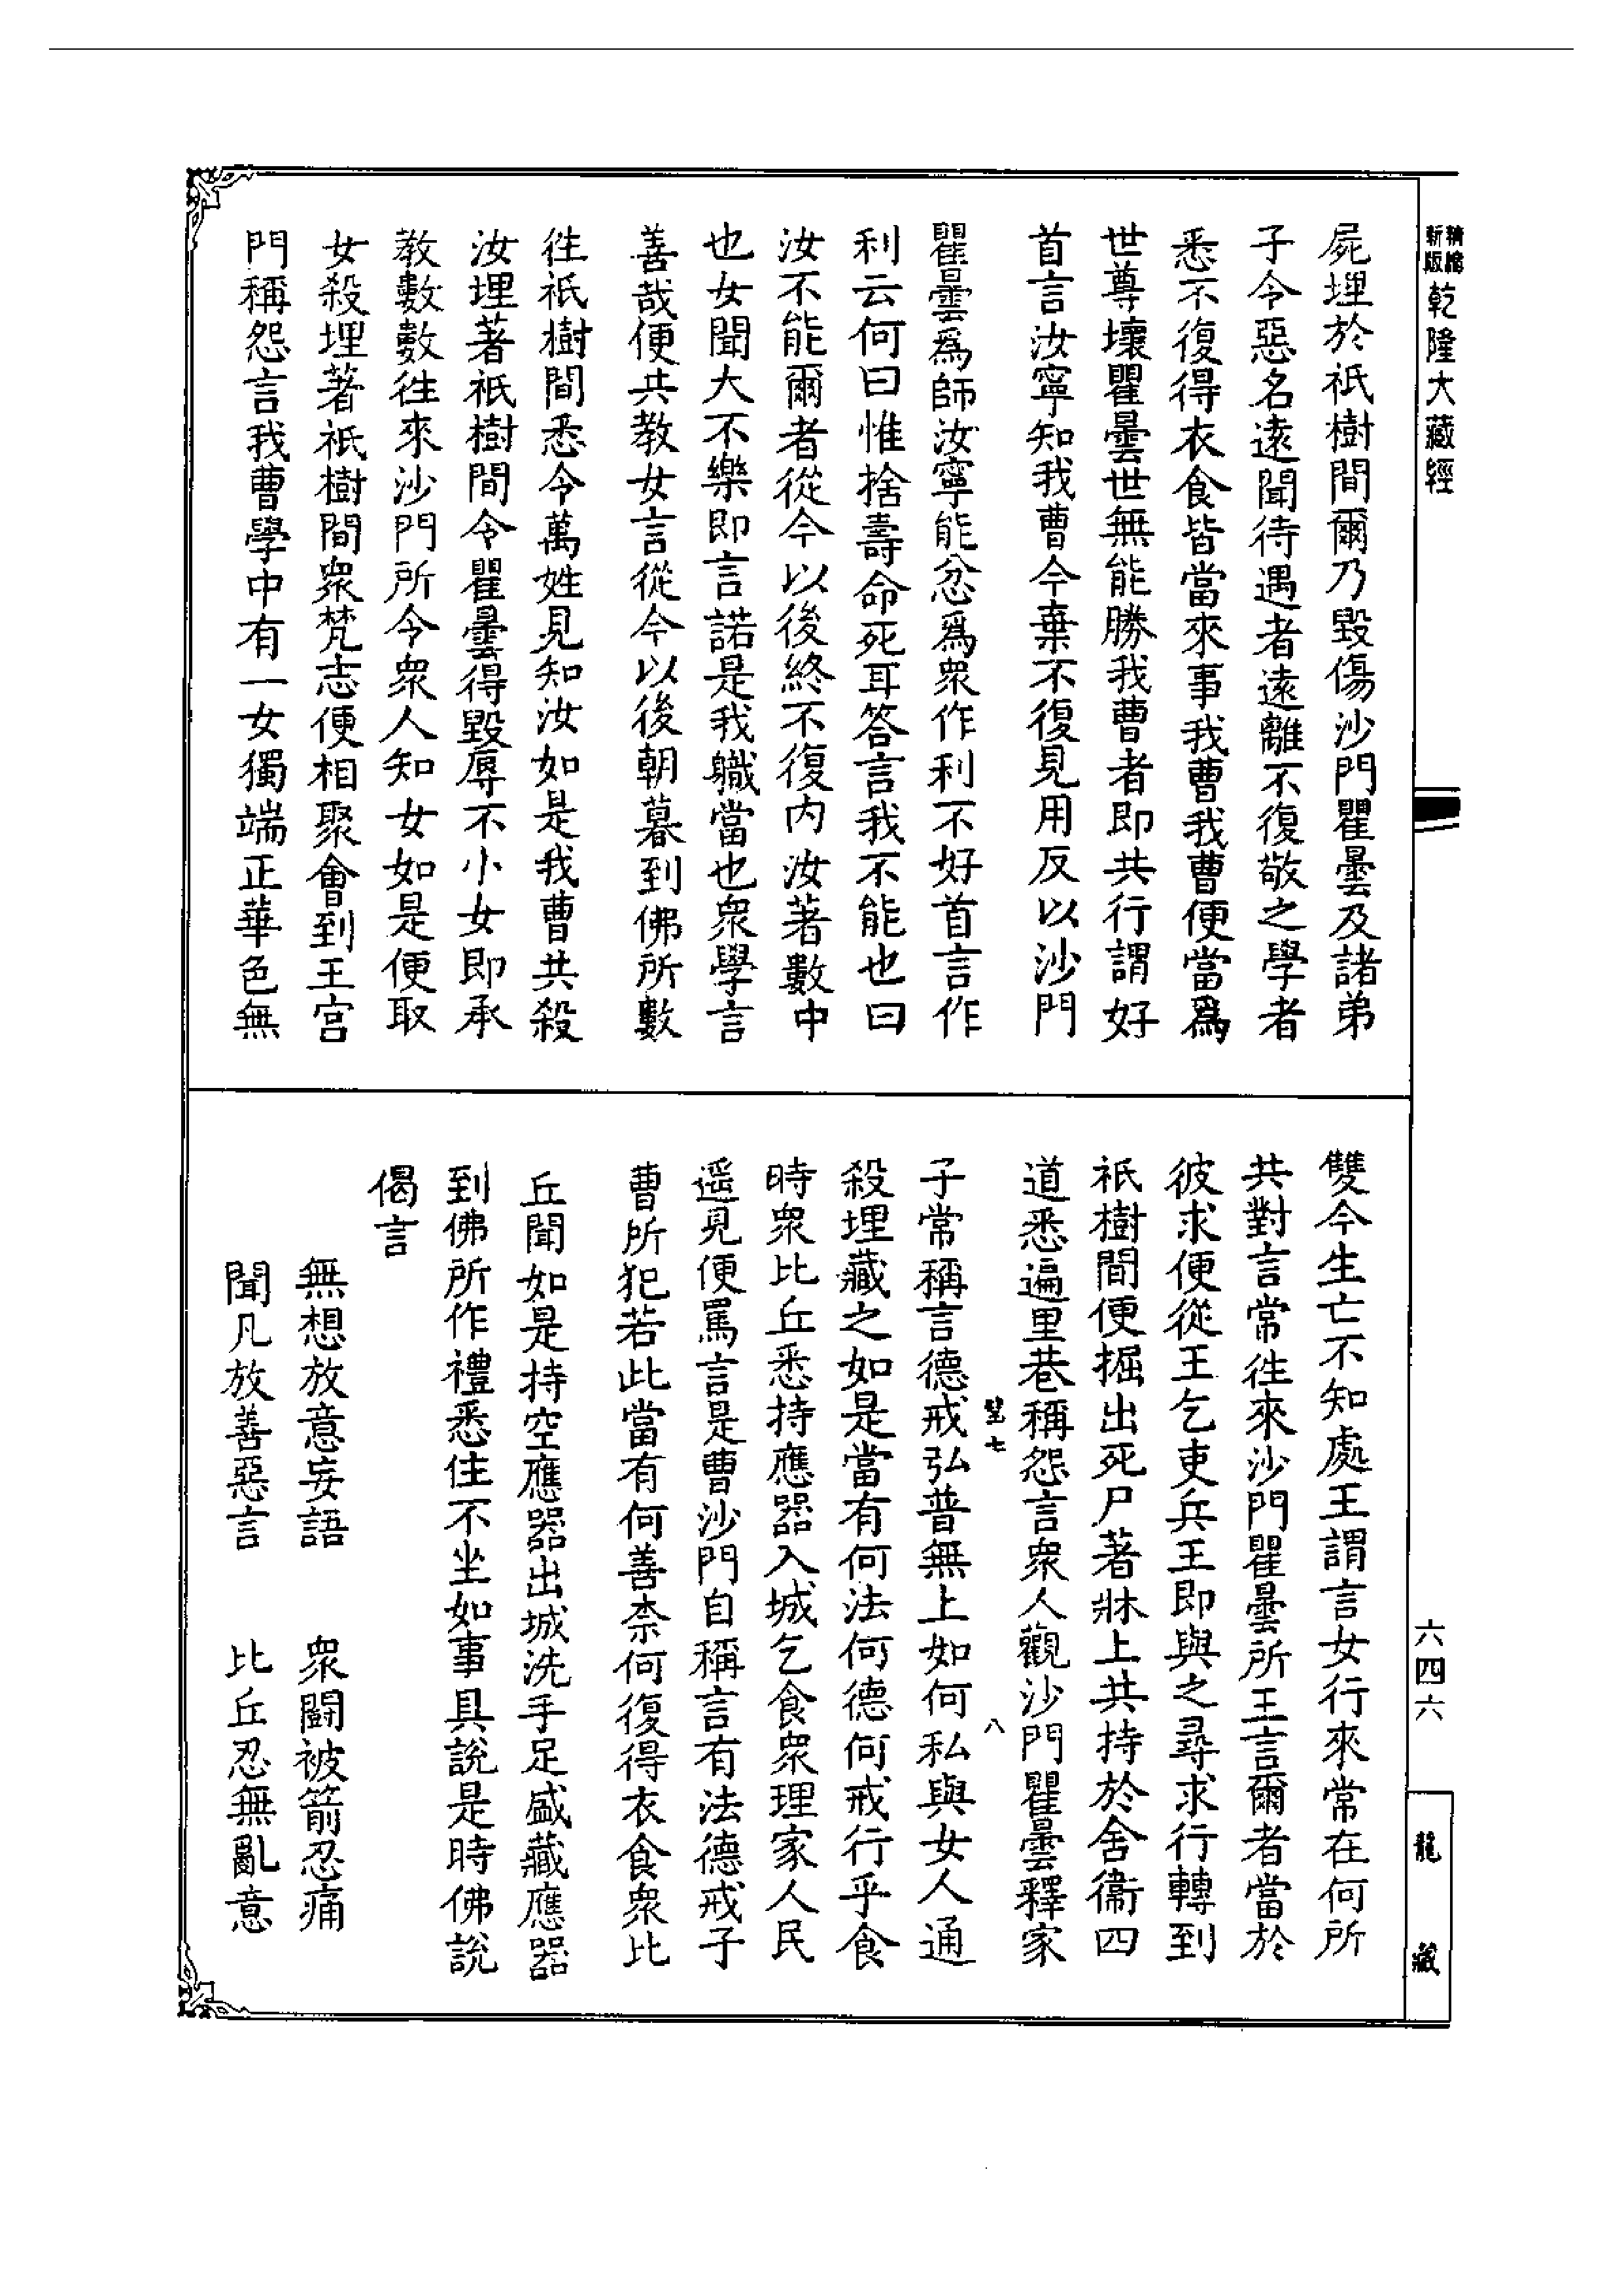 精縮
新版
乾隆大藏經
屍埋於祇樹間爾乃毀傷沙門瞿曇及諸弟
子令惡名遠聞待遇者遠離不復敬之學者
悉不復得衣食皆當來事我曹我曹便當爲
世尊壞瞿曇世無能勝我曹者即共行謂好
首言汝寧知我曹今棄不復見用反以沙門
瞿曇爲師汝寧能忿爲衆作利不好首言作
利云何曰惟捨壽命死耳答言我不能也曰
汝不能爾者從今以後終不復内汝著數中
也女聞大不樂即言諾是我職當也衆學言
善哉便共教女言從今以後朝暮到佛所數
往祇樹間悉令萬姓見知汝如是我曹共殺
汝埋著祇樹間令瞿曇得毀辱不小女即承
教數數往來沙門所令衆人知女如是便取
女殺埋著祇樹間衆梵志便相聚會到王宫
門稱怨言我曹學中有一女獨端正華色無
雙今生亡不知處王謂言女行來常在何所
共對言常往來沙門瞿曇所王言爾者當於
彼求便從王乞吏兵王即與之尋求行轉到
祇樹間便掘出死尸著牀上共持於舍衞四
道悉遍里巷稱怨言衆人觀沙門瞿曇釋家
七
八
子常稱言德戒弘普無上如何私與女人通
殺埋藏之如是當有何法何德何戒行乎食
時衆比丘悉持應器入城乞食衆理家人民
遥見便罵言是曹沙門自稱言有法德戒子
曹所犯若此當有何善柰何復得衣食衆比
丘聞如是持空應器出城洗手足盛藏應器
到佛所作禮悉住不坐如事具說是時佛說
偈言
無想放意妄語　衆鬪被箭忍痛
聞凡放善惡言　比丘忍無亂意
六四六
龍藏